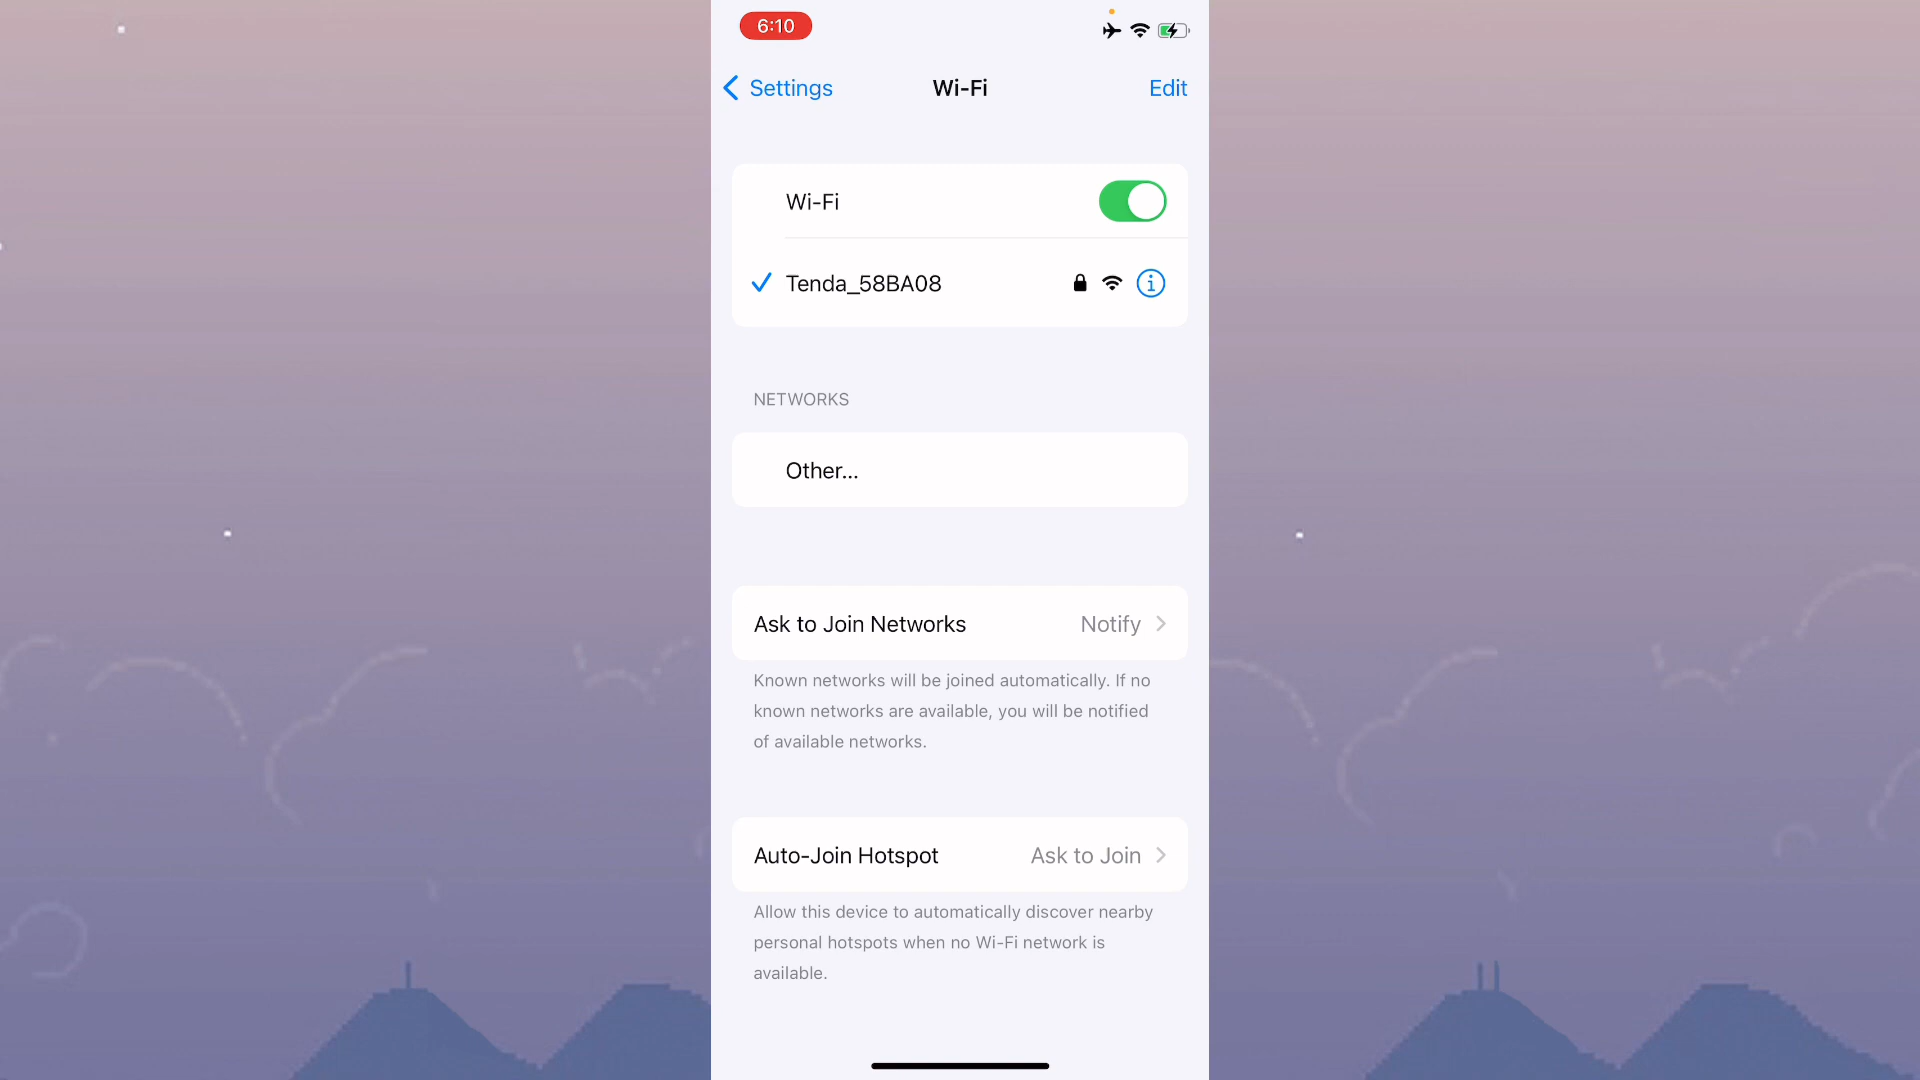 6:10
Settings
Wi-Fi
Edit
Wi-Fi
Tenda_58BA08
NETWORKS
Other...
Ask to Join Networks
Notify
Known networks will be joined automatically. If no
known networks are available, you will be notified
of available networks.
Auto-Join Hotspot
Ask to Join
Allow this device to automatically discover nearby
personal hotspots when no Wi-Fi network is
available.